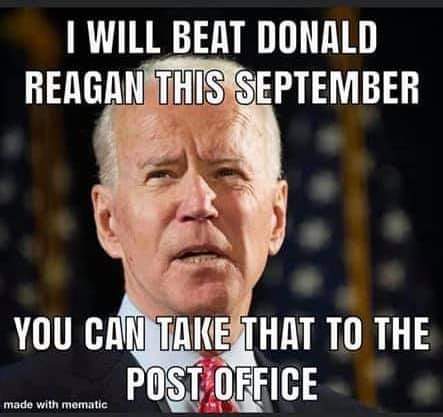 I WILL BEAT DONALD
REAGAN THIS SEPTEMBER
YOU CAN TAKE THAT TO THE
POST OFFICE
made with mematic